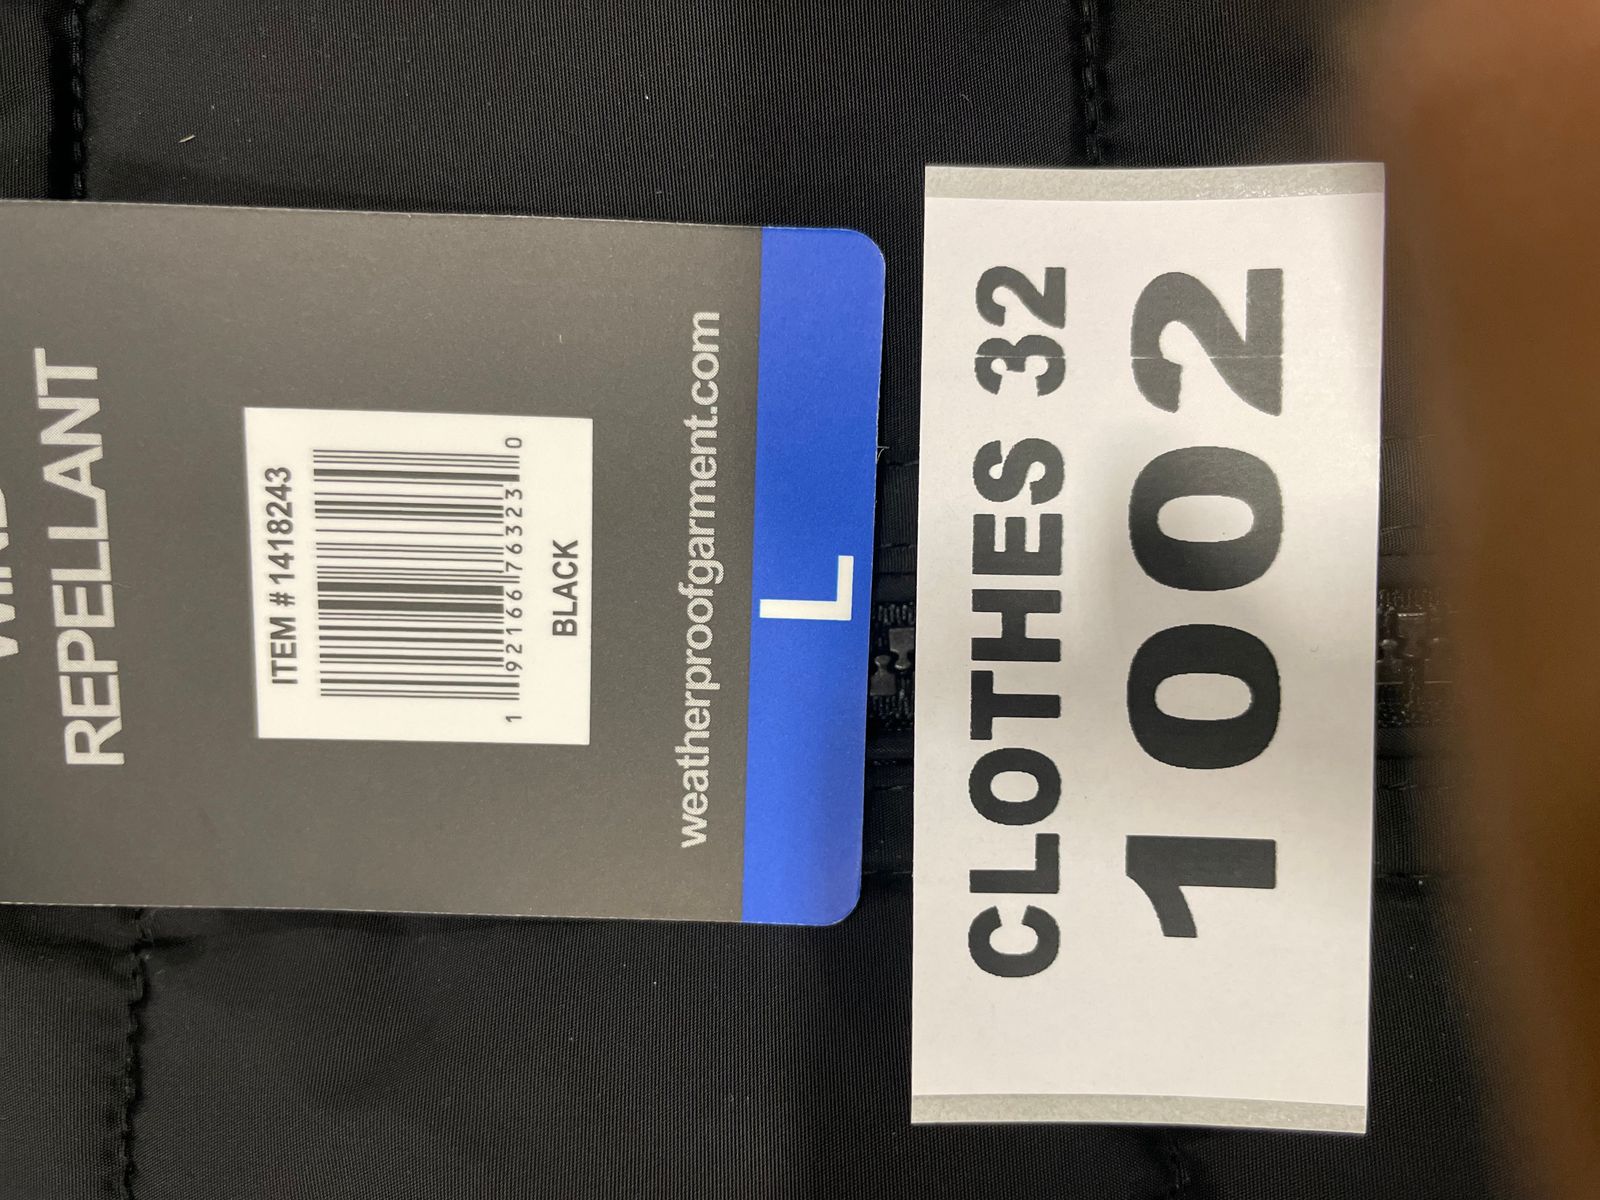 REPELLANT
ITEM # 1418243
1 92166 76323 0
BLACK
weatherproofgarment.com
L
CLOTHES 32
1002